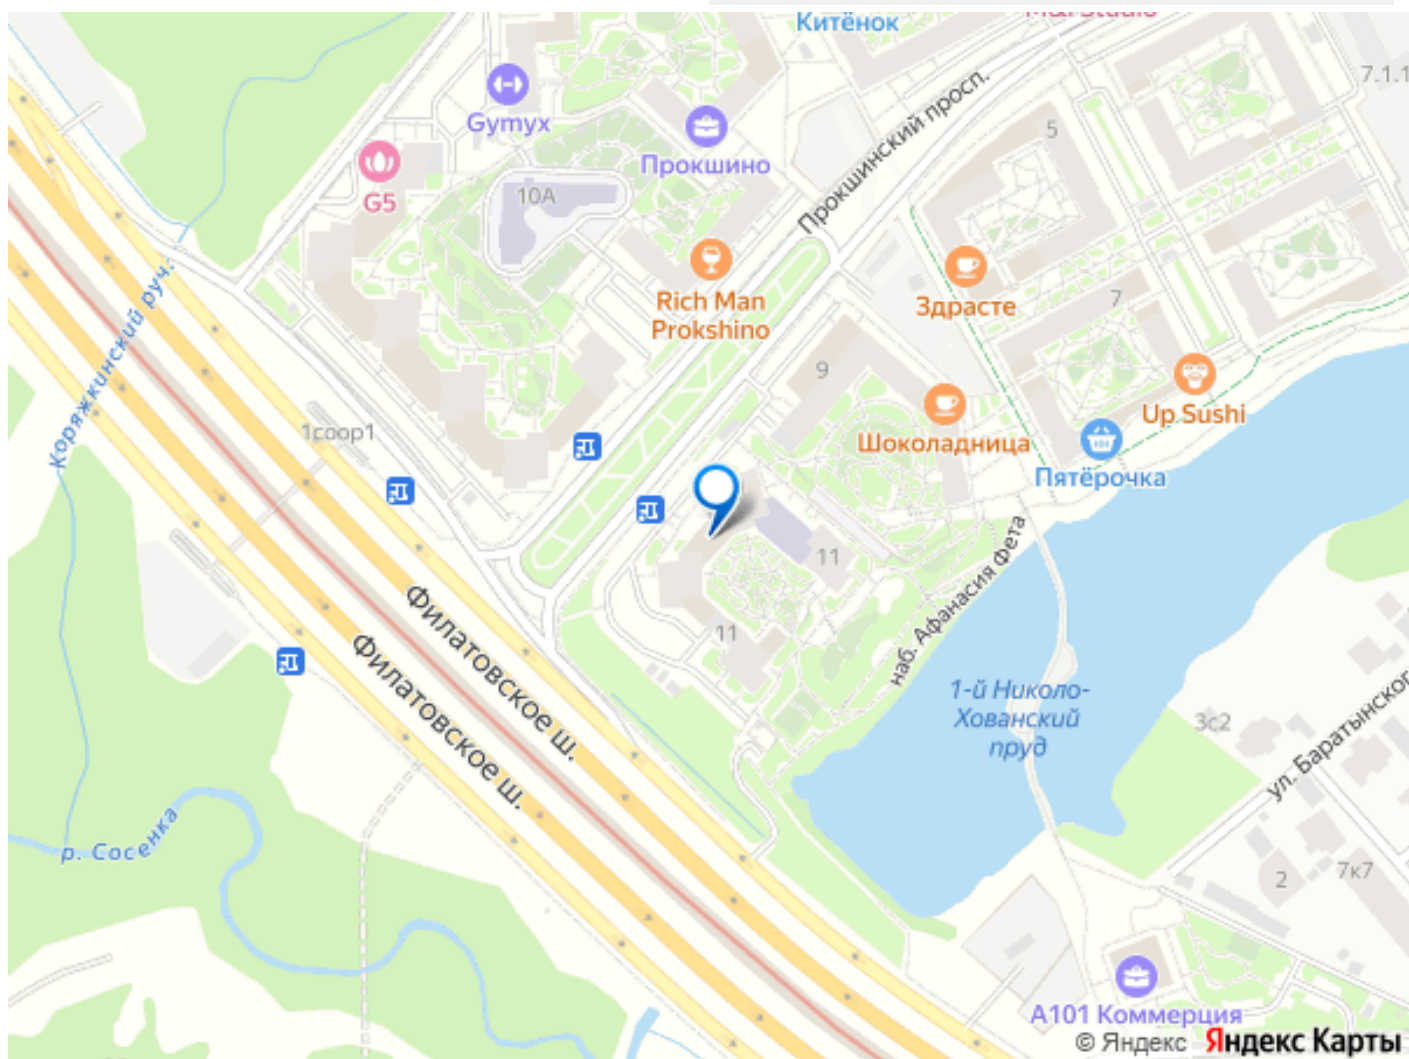 M&I Studio
Китёнок
7.1.1
Gymyx
Прокшино
5
Прокшинский просп.
G5
10А
Rich Man
Prokshino
Здрасте
7
Коряжкинский руч.
9
Up Sushi
1соор1
Шоколадница
Пятёрочка
11
наб. Афанасия Фета
Филатовское ш.
Филатовское ш.
11
1-й Николо-
Хованский
пруд
3с2
ул. Баратынского
р. Сосенка
2
7к7
А101 Коммерция
© Яндекс Яндекс Карты